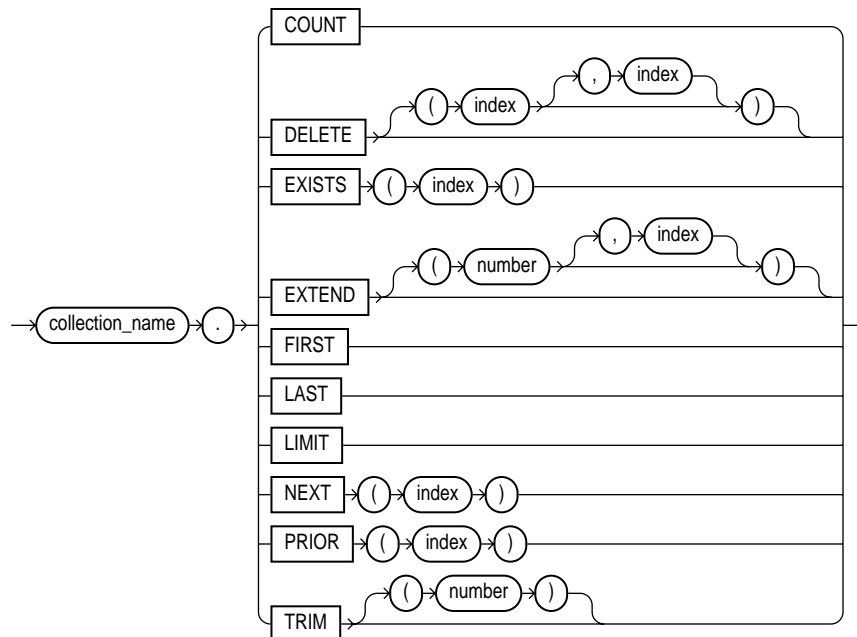 COUNT
, index
( index )
DELETE
EXISTS ( index )
, index
( number )
EXTEND
collection_name .
FIRST
LAST
LIMIT
NEXT ( index )
PRIOR ( index )
( number )
TRIM